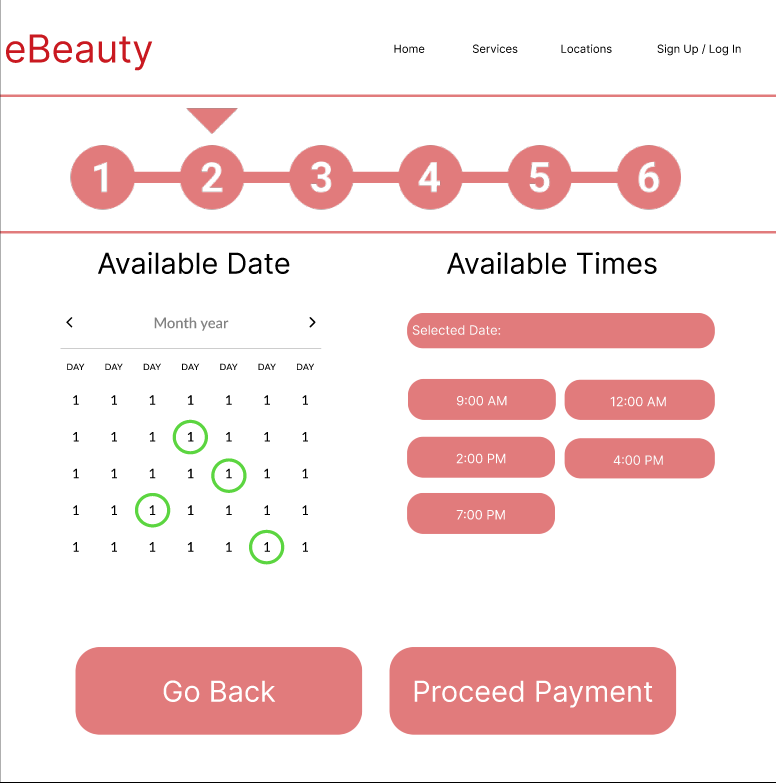 eBeauty
Home Services Locations Sign Up / Log In
1 2 3 4 5 6
Available Date
Month year
DAY DAY DAY DAY DAY DAY DAY
1 1 1 1 1 1 1
1 1 1 1 1 1 1
1 1 1 1 1 1 1
1 1 1 1 1 1 1
1 1 1 1 1 1 1
Available Times
Selected Date:
9:00 AM 12:00 AM
2:00 PM 4:00 PM
7:00 PM
Go Back Proceed Payment